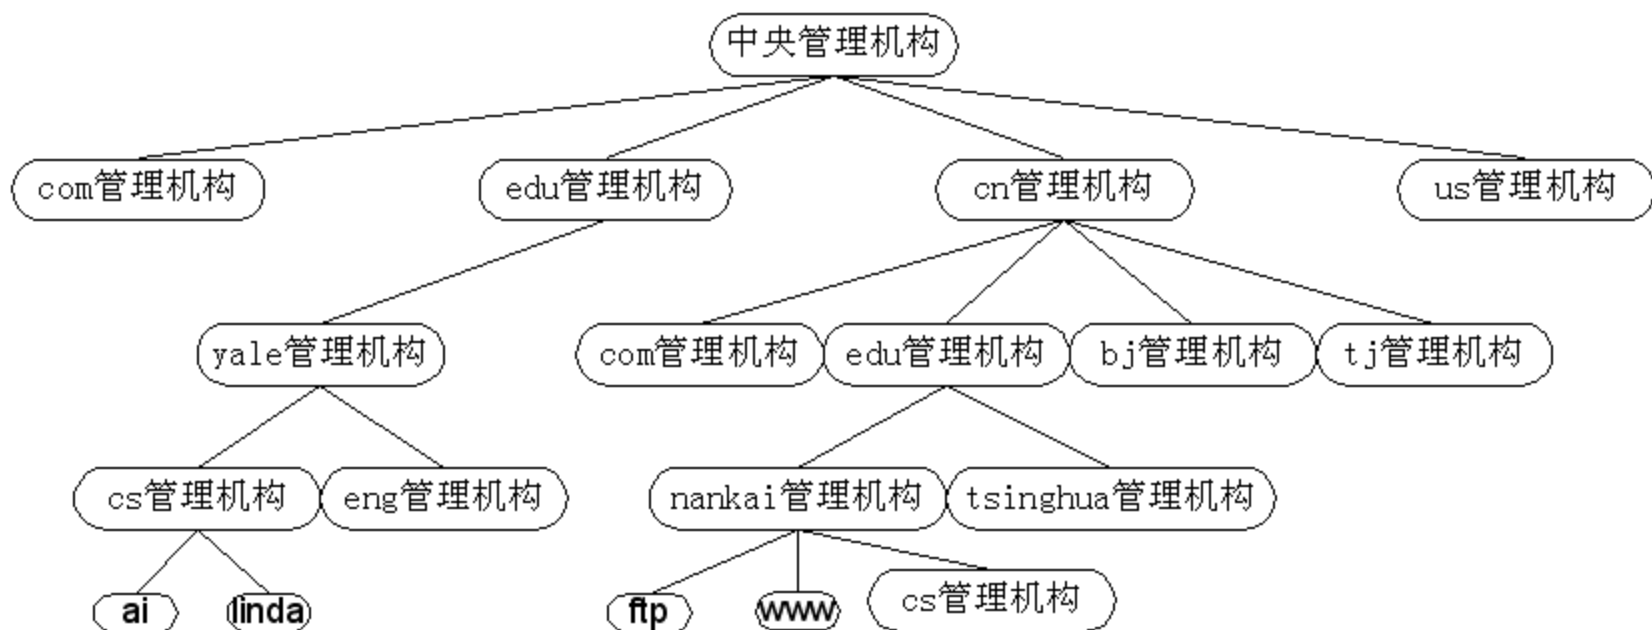 中央管理机构
com管理机构
edu管理机构
cn管理机构
us管理机构
yale管理机构
com管理机构
edu管理机构
bj管理机构
tj管理机构
cs管理机构
eng管理机构
nankai管理机构
tsinghua管理机构
ai
linda
ftp
www
cs管理机构